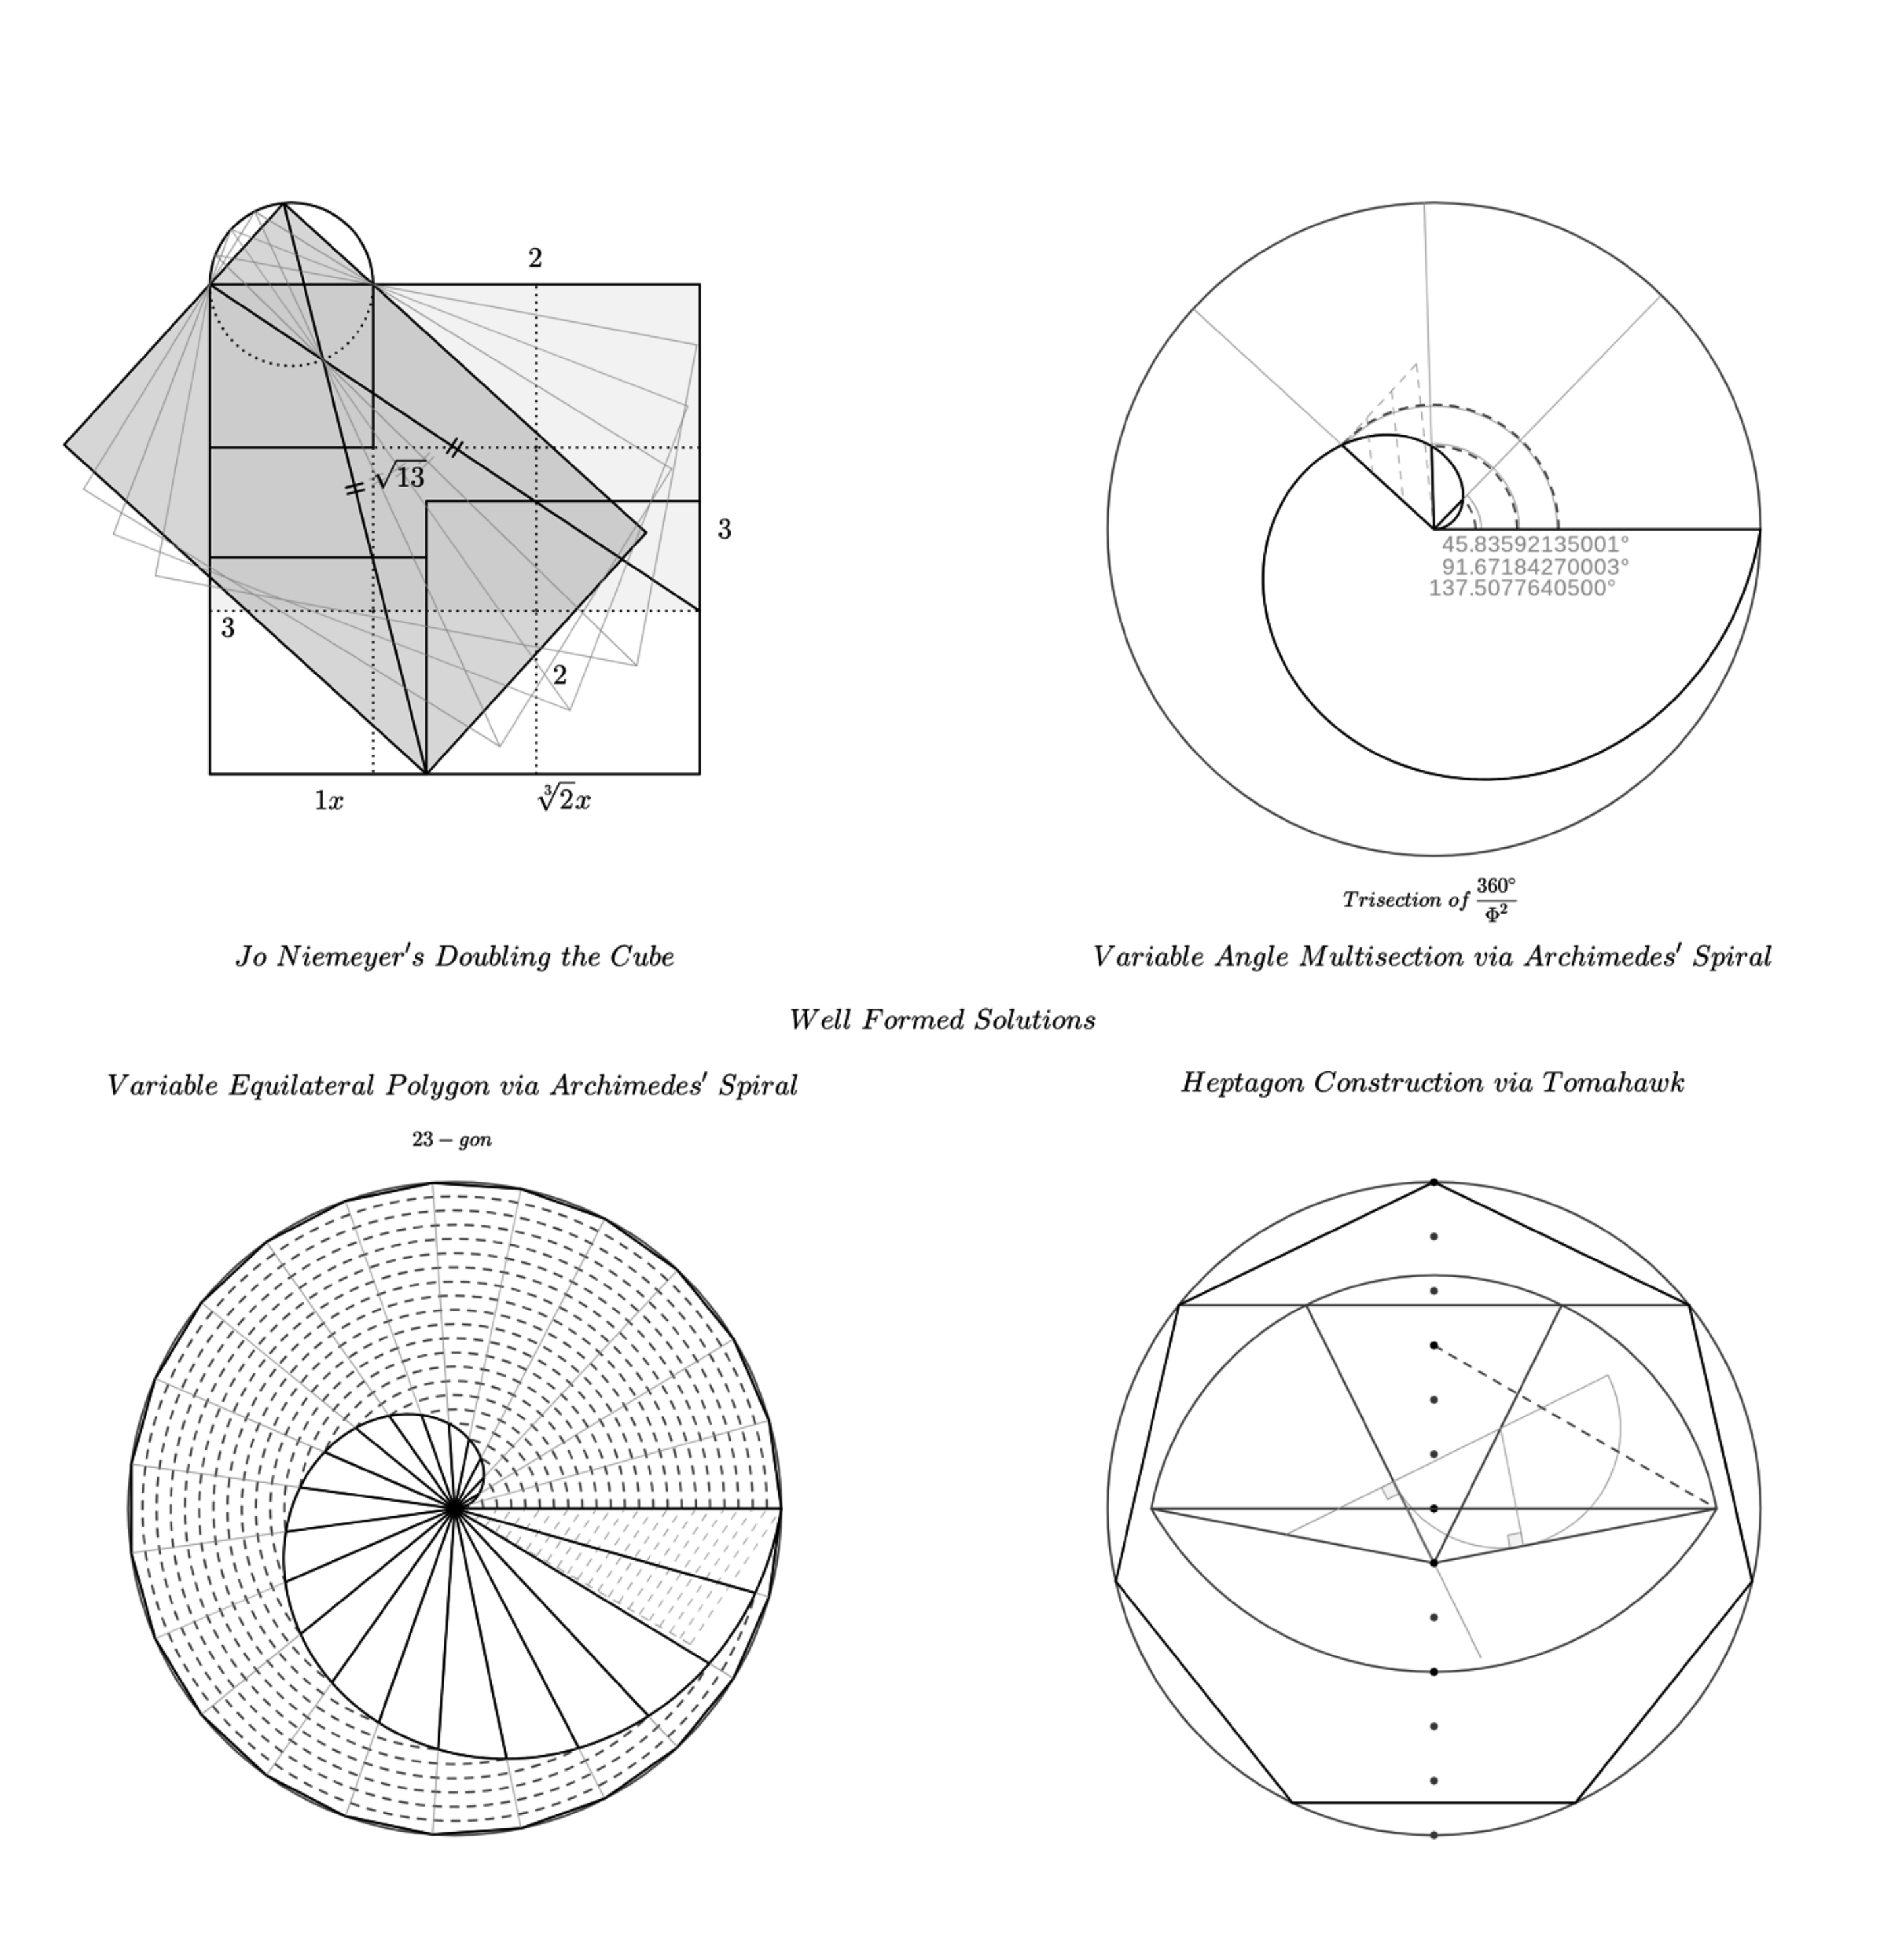 2
√13
3
3
2
1x
∛2x
45.83592135001°
91.67184270003°
137.5077640500°
Trisection of 360°/Φ²
Jo Niemeyer's Doubling the Cube
Variable Angle Multisection via Archimedes' Spiral
Well Formed Solutions
Variable Equilateral Polygon via Archimedes' Spiral
23 − gon
Heptagon Construction via Tomahawk